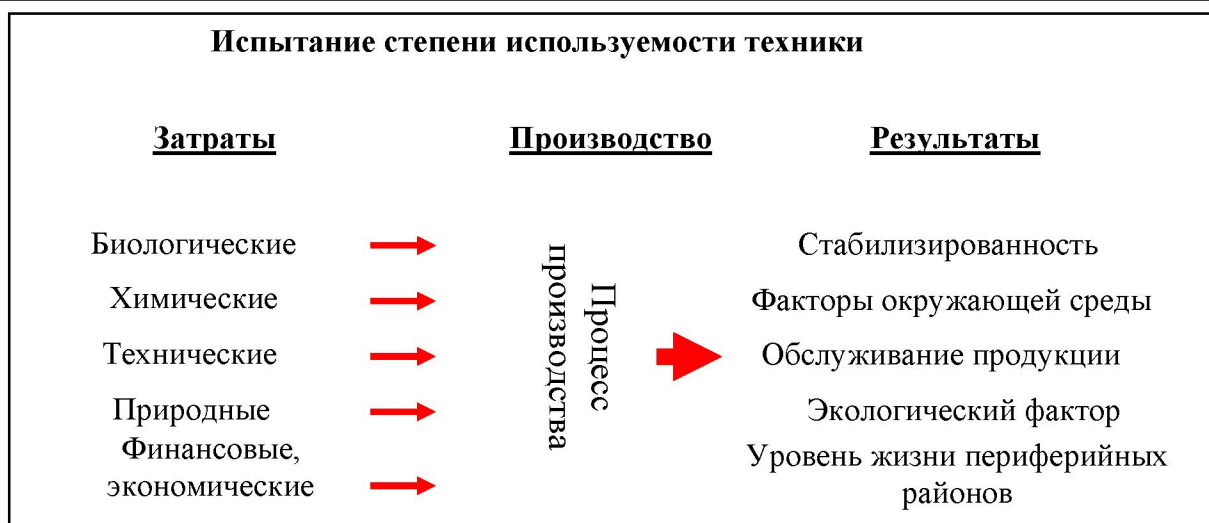 Испытание степени используемости техники
Затраты
Производство
Результаты
Биологические
Химические
Технические
Природные
Финансовые,
экономические
Процесс
производства
Стабилизированность
Факторы окружающей среды
Обслуживание продукции
Экологический фактор
Уровень жизни периферийных
районов